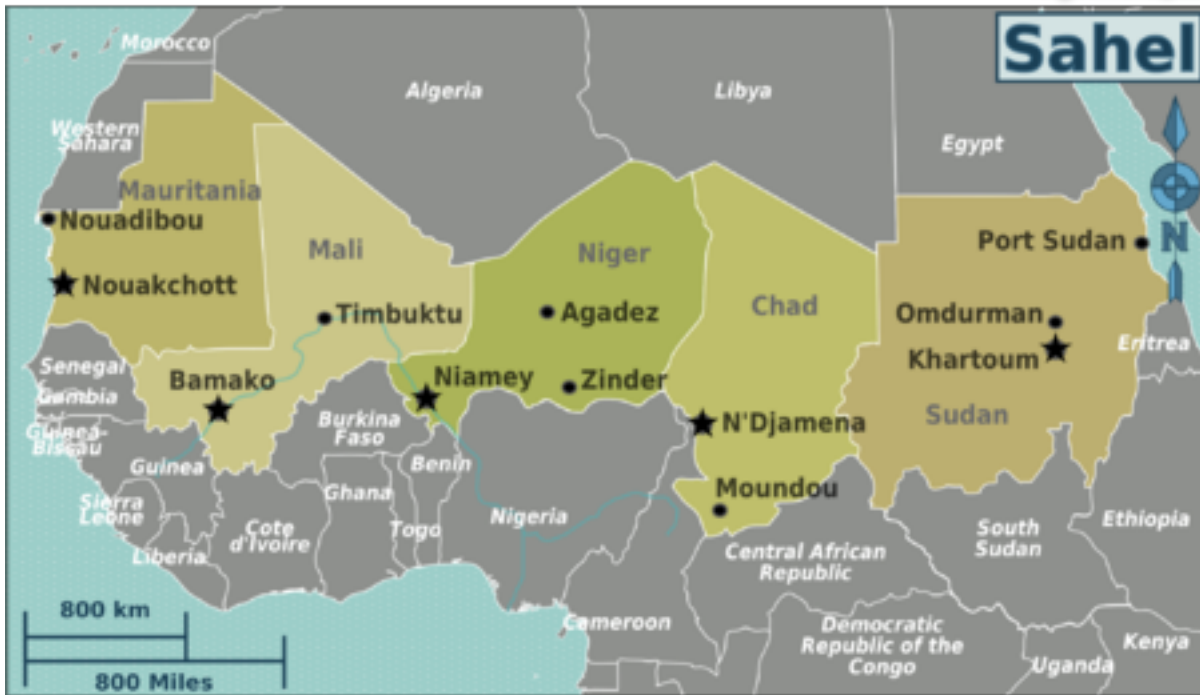 Sahel
Morocco
Algeria
Libya
Egypt
Western
Sahara
Mauritania
Nouadibou
Nouakchott
Mali
Timbuktu
Bamako
Niger
Agadez
Niamey
Zinder
Chad
N'Djamena
Moundou
Port Sudan
Omdurman
Khartoum
Sudan
N
Eritrea
Senegal
Gambia
Guinea-
Bissau
Guinea
Sierra
Leone
Liberia
Cote
d'Ivoire
Burkina
Faso
Ghana
Togo
Benin
Nigeria
Cameroon
Central African
Republic
South
Sudan
Ethiopia
Democratic
Republic of the
Congo
Uganda
Kenya
800 km
800 Miles